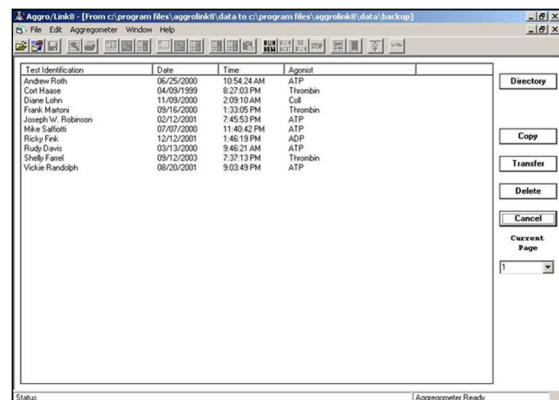 Aggro/Link8 - [From c:\program files\aggrolink8\data to c:\program files\aggrolink8\data\backup]
File Edit Aggregometer Window Help
RUN NEW RUN STOP
Test Identification Date Time Agonist
Andrew Roth 06/25/2000 10:54:24 AM ATP
Cort Haase 04/09/1999 8:27:03 PM Thrombin
Diane Lohn 11/09/2000 2:09:10 AM Coll
Frank Martoni 09/16/2000 1:33:05 PM Thrombin
Joseph W. Robinson 02/12/2001 7:45:53 PM ATP
Mike Saffiotti 07/07/2000 11:40:42 PM ATP
Ricky Fink 12/12/2001 1:46:19 PM ADP
Rudy Davis 03/13/2000 9:46:21 AM ATP
Shelly Farrel 09/12/2003 7:37:13 PM Thrombin
Vickie Randolph 08/20/2001 9:03:49 PM ATP
Directory
Copy
Transfer
Delete
Cancel
Current
Page
1
Status Aggregometer Ready